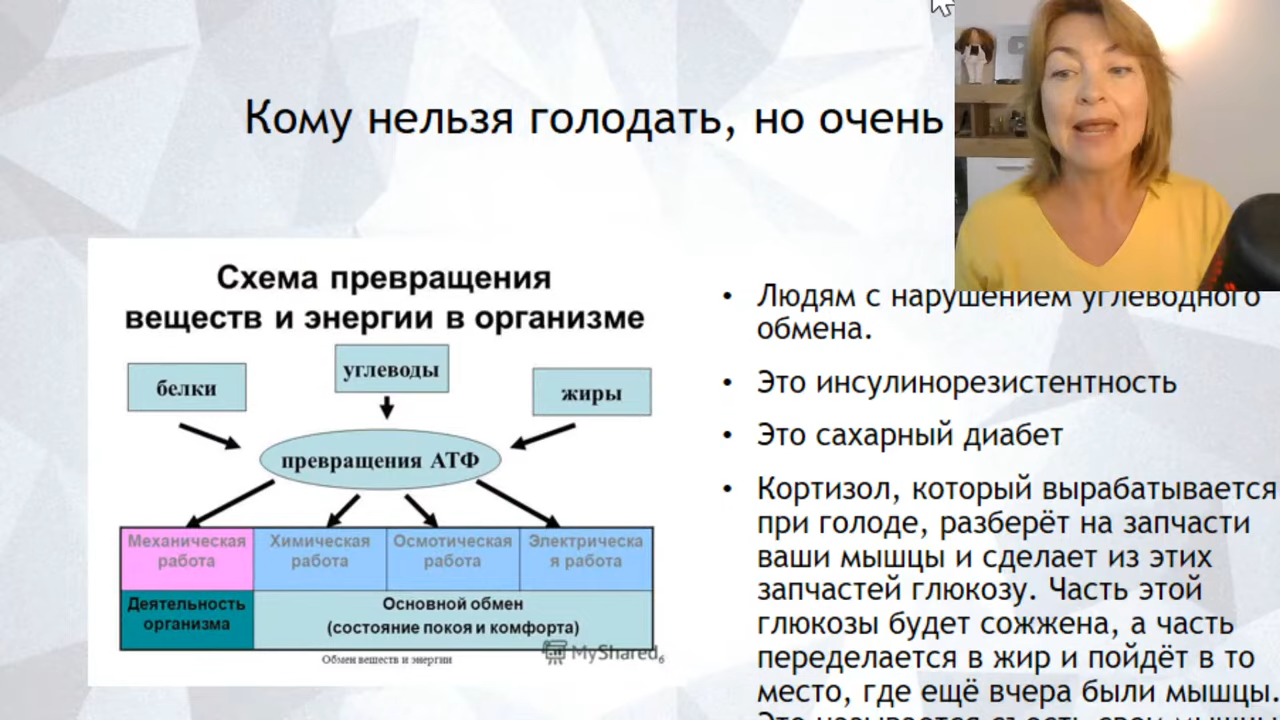 Кому нельзя голодать, но очень
Схема превращения
веществ и энергии в организме
белки
углеводы
жиры
превращения АТФ
Механическая
работа
Химическая
работа
Осмотическая
работа
Электрическа
я работа
Деятельность
организма
Основной обмен
(состояние покоя и комфорта)
Обмен веществ и энергии
MyShared
6
• Людям с нарушением углеводного
обмена.
• Это инсулинорезистентность
• Это сахарный диабет
• Кортизол, который вырабатывается
при голоде, разберёт на запчасти
ваши мышцы и сделает из этих
запчастей глюкозу. Часть этой
глюкозы будет сожжена, а часть
переделается в жир и пойдёт в то
место, где ещё вчера были мышцы.